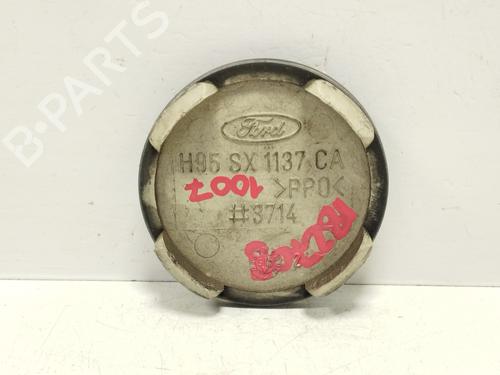 Ford
H95 SX 1137 CA
>PPO<
1007
#3714
B-PARTS